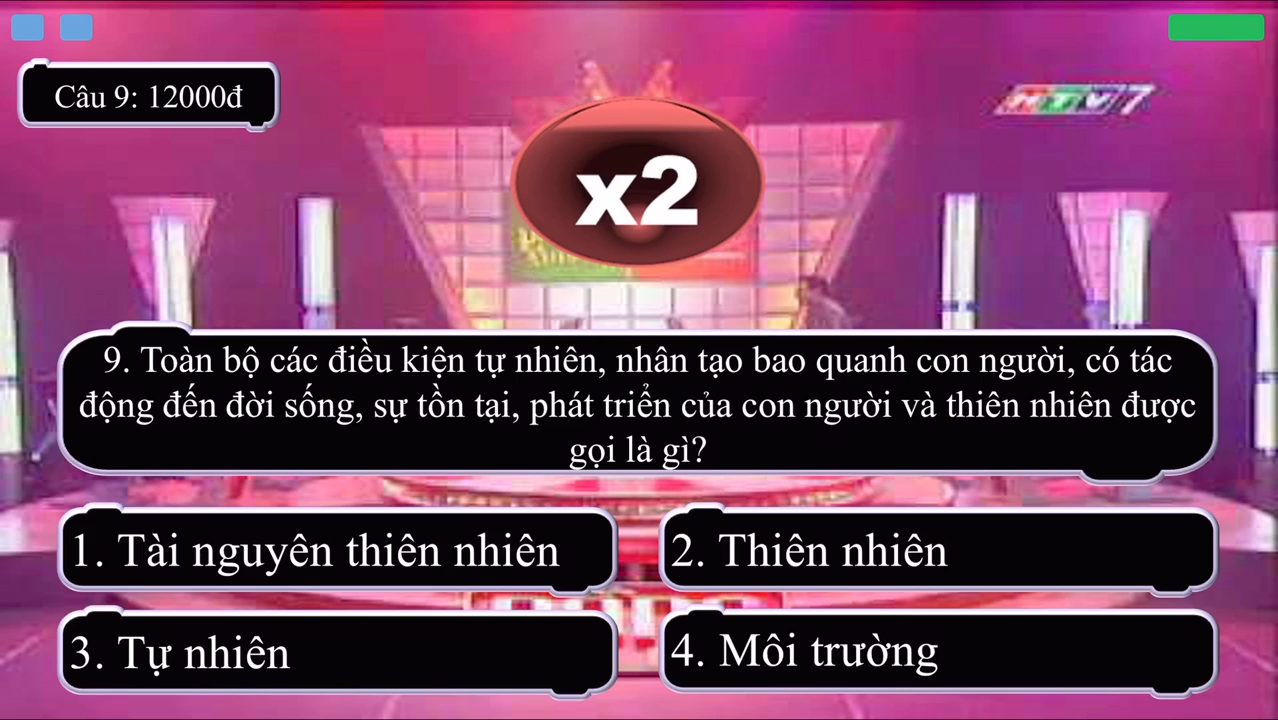 Câu 9: 12000đ
HTV7
x2
9. Toàn bộ các điều kiện tự nhiên, nhân tạo bao quanh con người, có tác
động đến đời sống, sự tồn tại, phát triển của con người và thiên nhiên được
gọi là gì?
1. Tài nguyên thiên nhiên
2. Thiên nhiên
3. Tự nhiên
4. Môi trường